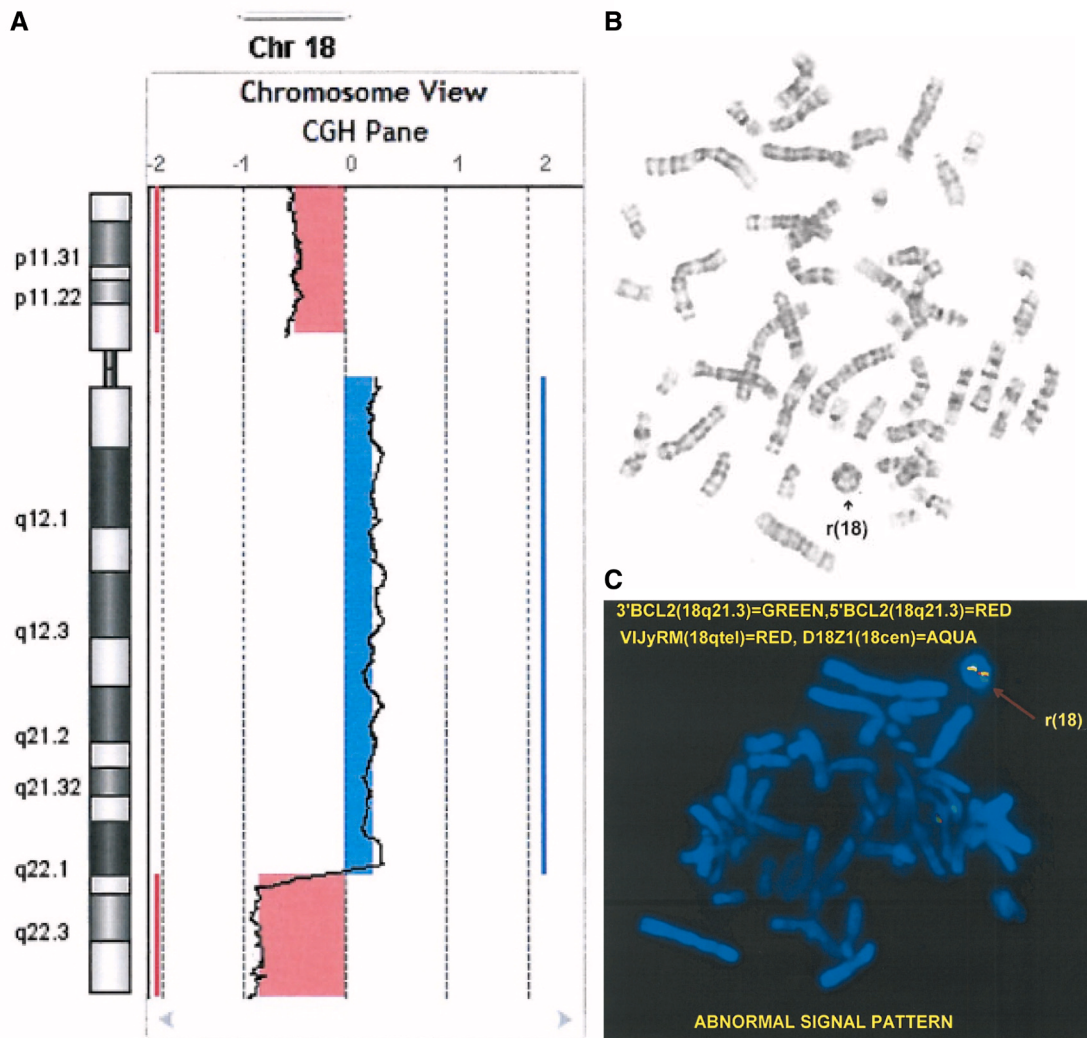 A
Chr 18
Chromosome View
CGH Pane
-2 -1 0 1 2
p11.31
p11.22
q12.1
q12.3
q21.2
q21.32
q22.1
q22.3
B
r(18)
C
3'BCL2(18q21.3)=GREEN,5'BCL2(18q21.3)=RED
VIJyRM(18qtel)=RED, D18Z1(18cen)=AQUA
r(18)
ABNORMAL SIGNAL PATTERN